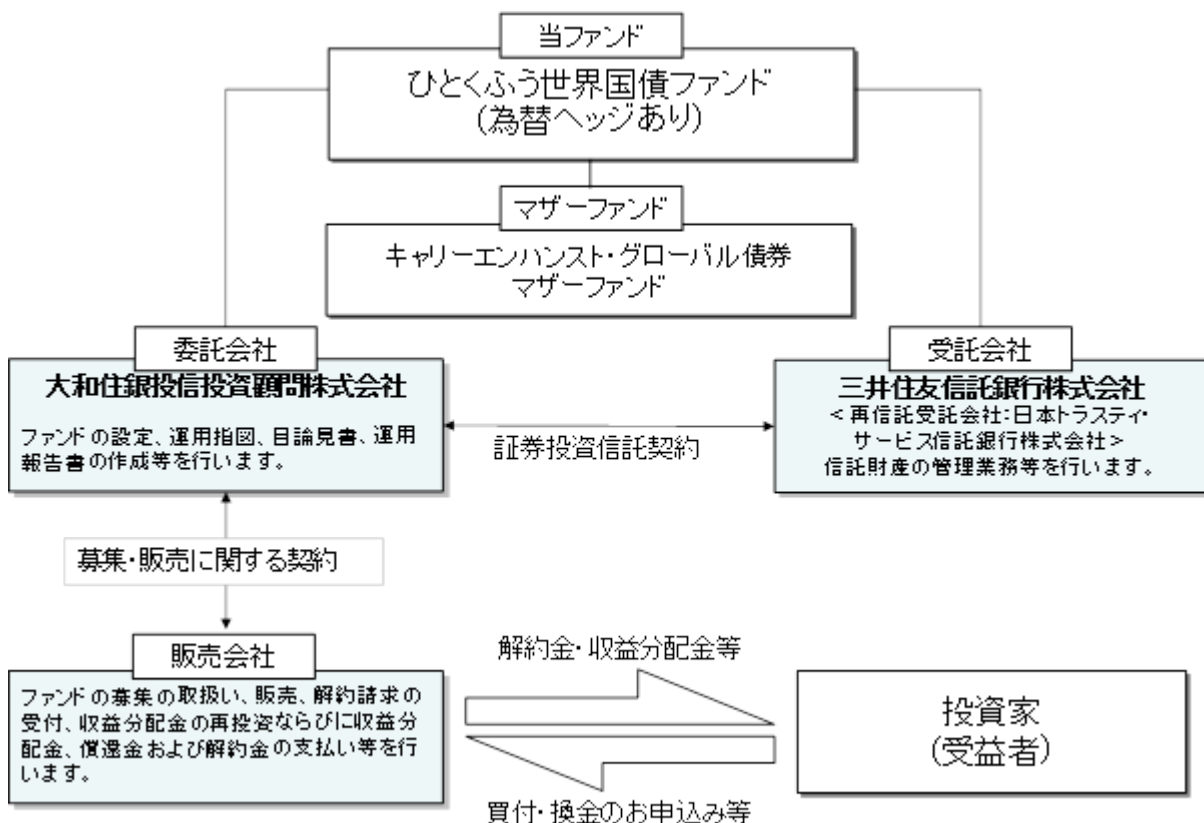 当ファンド
ひとくふう世界国債ファンド
(為替ヘッジあり)
マザーファンド
キャリーエンハンスト・グローバル債券
マザーファンド
委託会社
大和住銀投信投資顧問株式会社
ファンドの設定、運用指図、目論見書、運用
報告書の作成等を行います。
証券投資信託契約
受託会社
三井住友信託銀行株式会社
<再信託受託会社:日本トラスティ・
サービス信託銀行株式会社>
信託財産の管理業務等を行います。
募集・販売に関する契約
販売会社
ファンドの募集の取扱い、販売、解約請求の
受付、収益分配金の再投資ならびに収益分
配金、償還金および解約金の支払い等を行
います。
解約金・収益分配金等
買付・換金のお申込み等
投資家
(受益者)